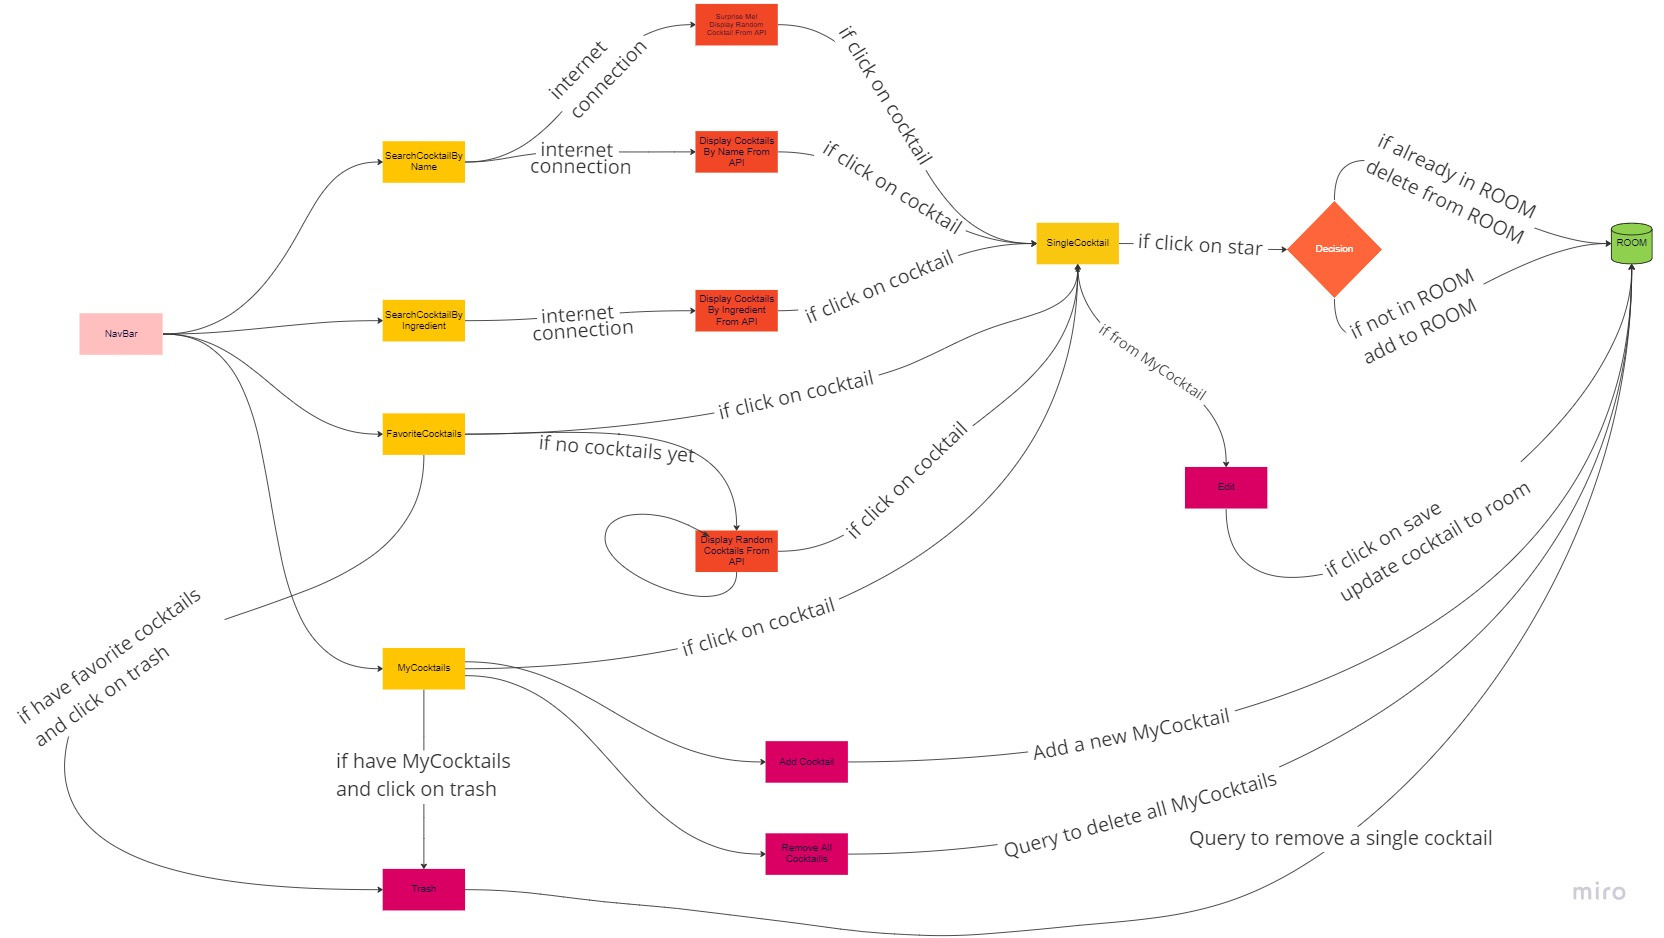 Surprise Me!
Display Random
Cocktail From API
internet
connection
if click on cocktail
SearchCocktailBy
Name
internet
connection
Display Cocktails
By Name From
API
if click on cocktail
if already in ROOM
delete from ROOM
SingleCocktail
if click on star
Decision
ROOM
NavBar
SearchCocktailBy
Ingredient
internet
connection
Display Cocktails
By Ingredient
From API
if click on cocktail
if not in ROOM
add to ROOM
if from MyCocktail
FavoriteCocktails
if click on cocktail
if no cocktails yet
if click on cocktail
Edit
Display Random
Cocktails From
API
if click on save
update cocktail to room
if have favorite cocktails
and click on trash
MyCocktails
if click on cocktail
if have MyCocktails
and click on trash
Add Cocktail
Add a new MyCocktail
Remove All
Cocktaills
Query to delete all MyCocktails
Query to remove a single cocktail
Trash
miro